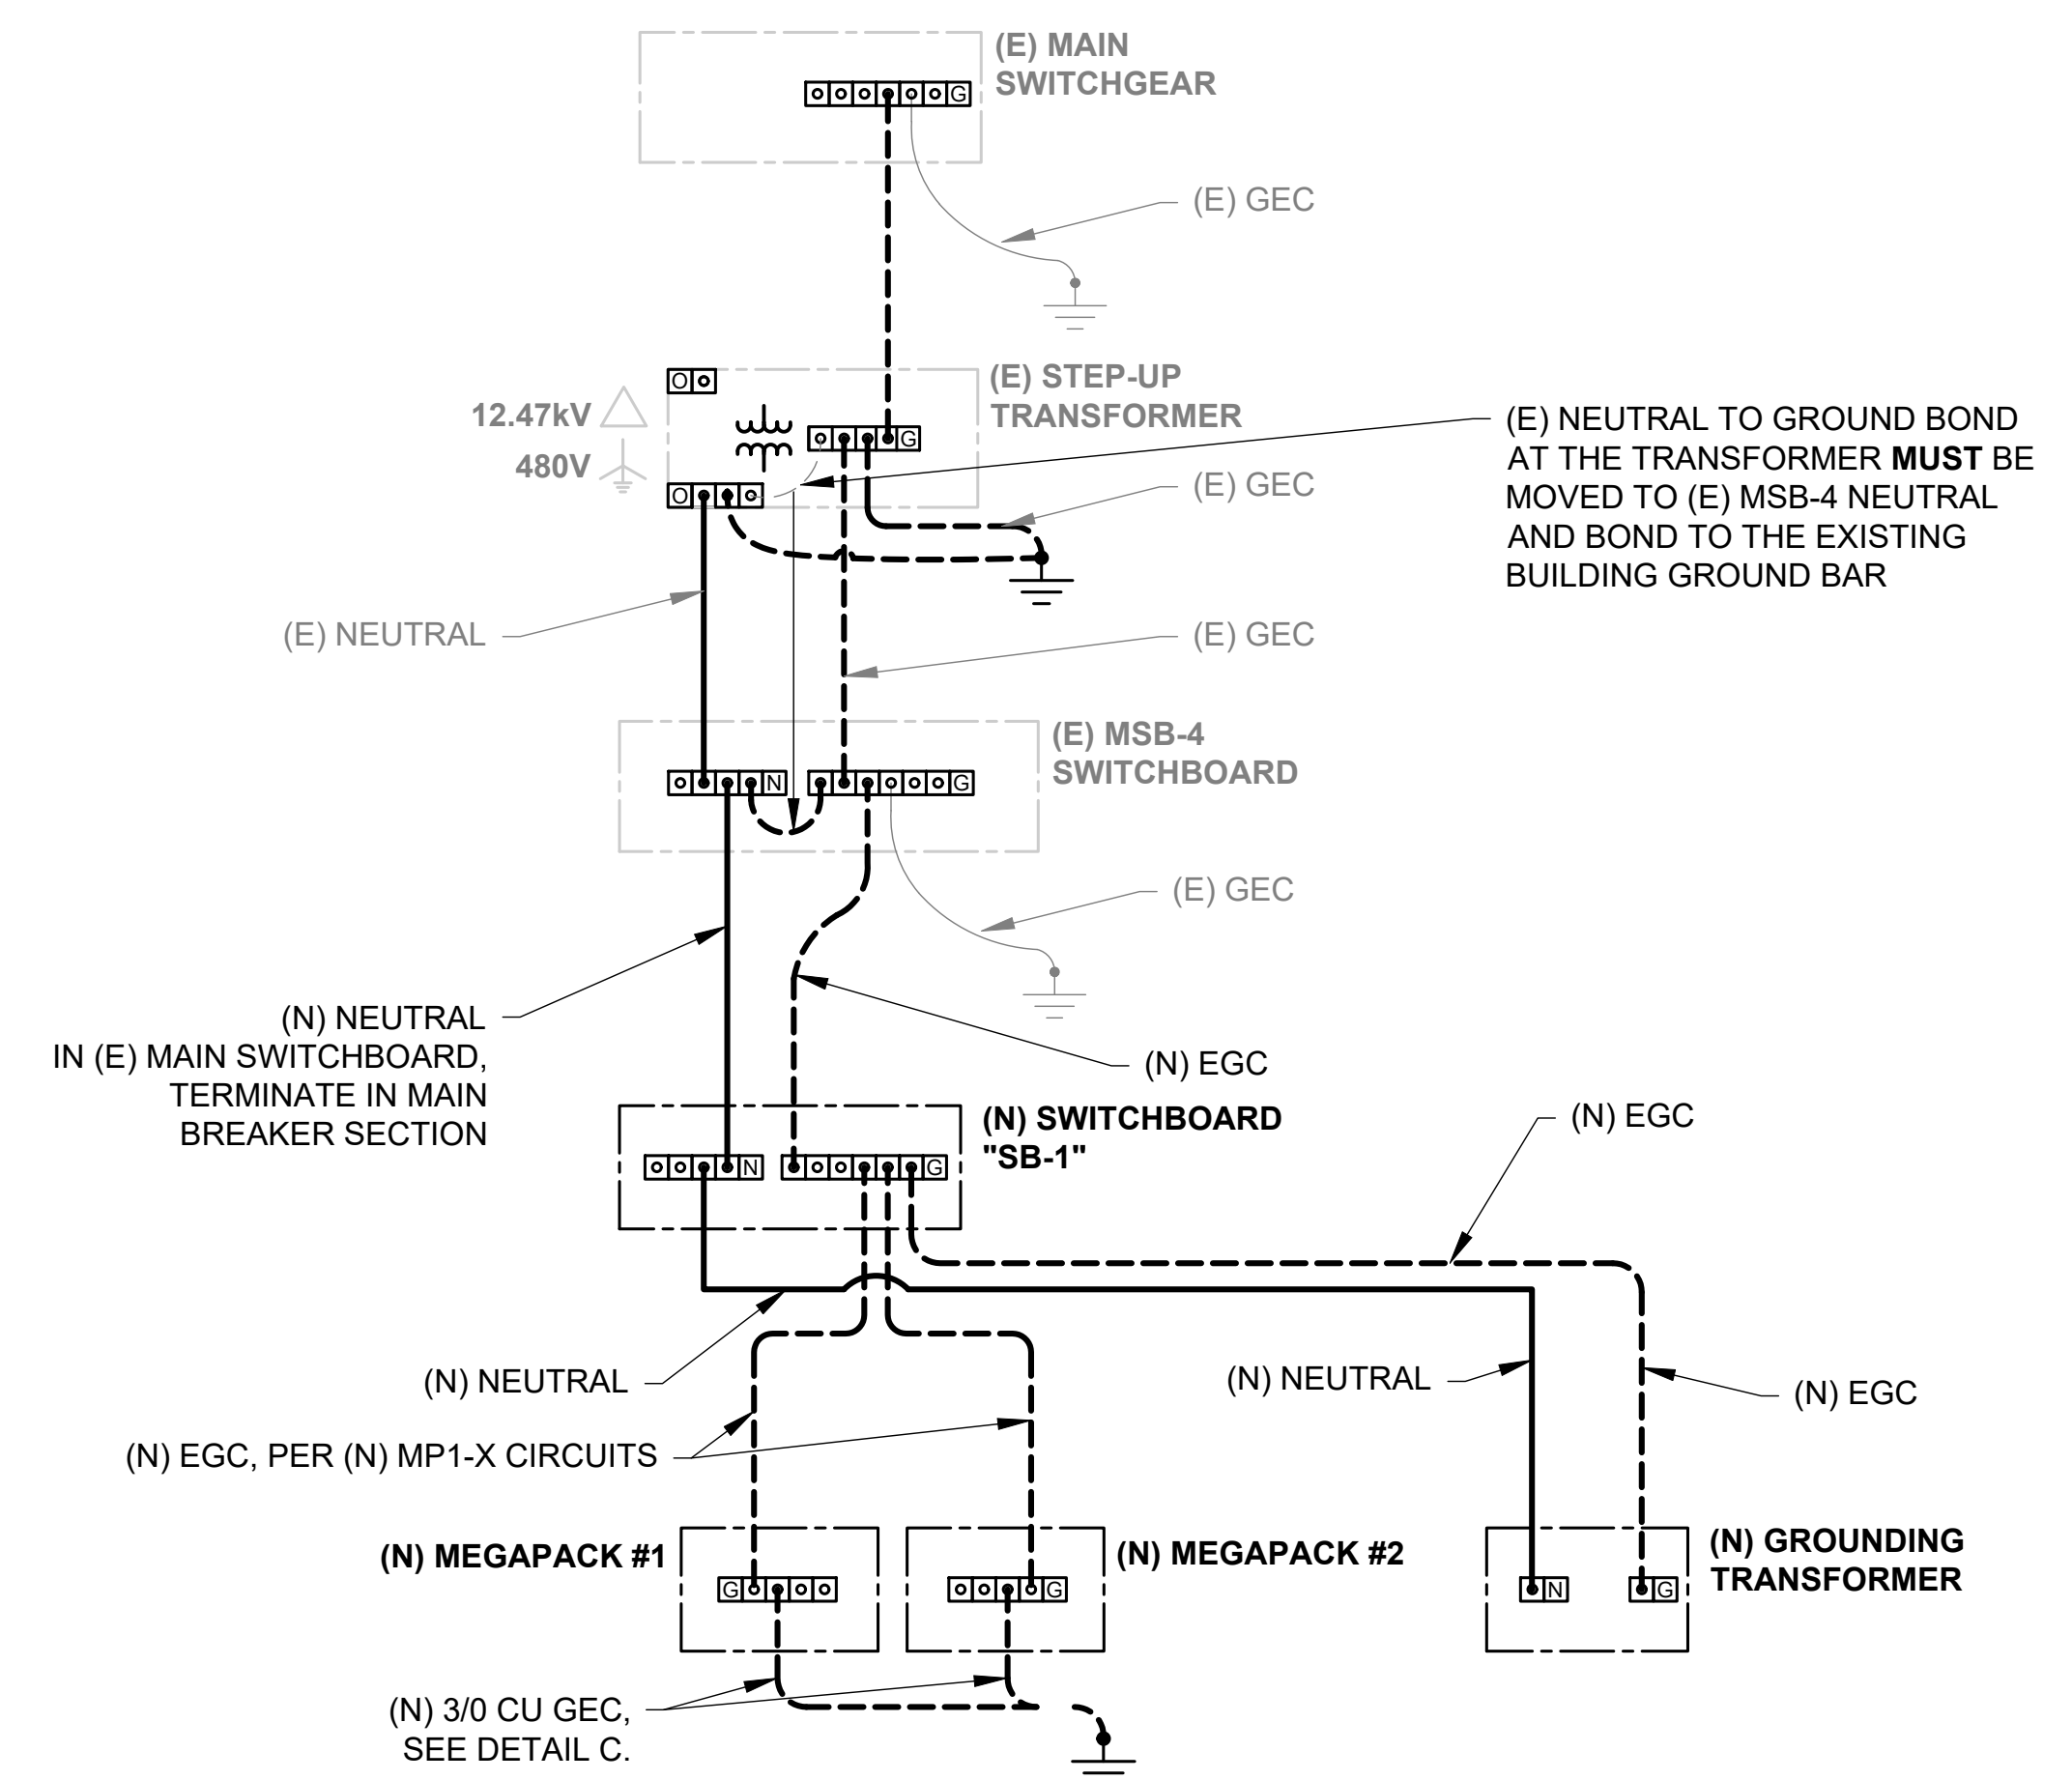 (E) MAIN
SWITCHGEAR
G
(E) GEC
(E) STEP-UP
TRANSFORMER
O
12.47kV
480V
G
O
(E) NEUTRAL TO GROUND BOND
AT THE TRANSFORMER MUST BE
MOVED TO (E) MSB-4 NEUTRAL
AND BOND TO THE EXISTING
BUILDING GROUND BAR
(E) GEC
(E) NEUTRAL
(E) GEC
(E) MSB-4
SWITCHBOARD
N
G
(E) GEC
(N) NEUTRAL
IN (E) MAIN SWITCHBOARD,
TERMINATE IN MAIN
BREAKER SECTION
(N) EGC
(N) SWITCHBOARD
"SB-1"
N
G
(N) EGC
(N) NEUTRAL
(N) NEUTRAL
(N) EGC
(N) EGC, PER (N) MP1-X CIRCUITS
(N) MEGAPACK #1
G
(N) MEGAPACK #2
G
(N) GROUNDING
TRANSFORMER
N
G
(N) 3/0 CU GEC,
SEE DETAIL C.